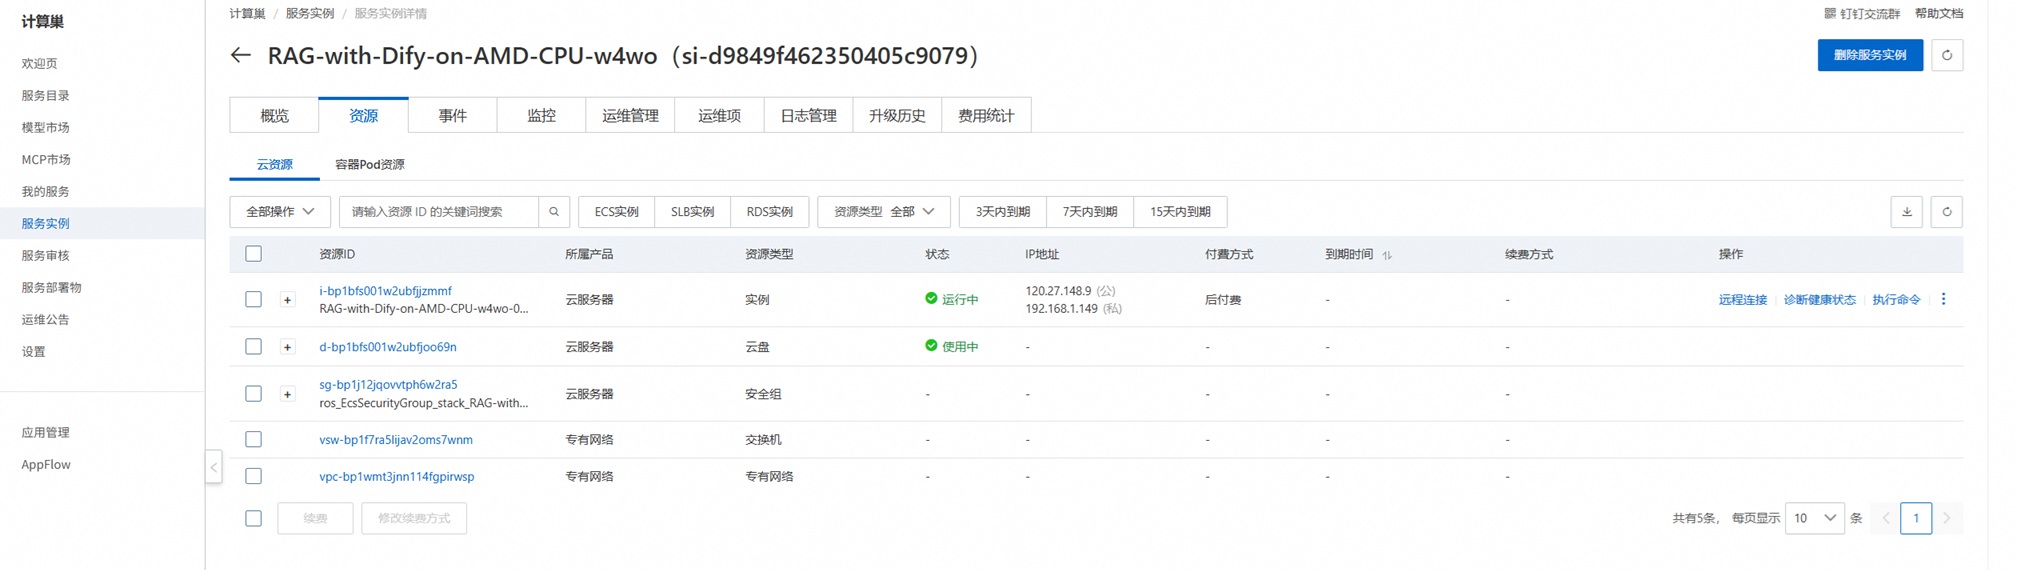 计算巢
欢迎页
服务目录
模型市场
MCP市场
我的服务
服务实例
服务审核
服务部署物
运维公告
设置
应用管理
AppFlow
计算巢 / 服务实例 / 服务实例详情
钉钉交流群 帮助文档
RAG-with-Dify-on-AMD-CPU-w4wo（si-d9849f462350405c9079）
删除服务实例
概览 资源 事件 监控 运维管理 运维项 日志管理 升级历史 费用统计
云资源 容器Pod资源
全部操作 请输入资源 ID 的关键词搜索 ECS实例 SLB实例 RDS实例 资源类型 全部 3天内到期 7天内到期 15天内到期
资源ID 所属产品 资源类型 状态 IP地址 付费方式 到期时间 续费方式 操作
i-bp1bfs001w2ubfjjzmmf
RAG-with-Dify-on-AMD-CPU-w4wo-0...
云服务器 实例 运行中
120.27.148.9 (公)
192.168.1.149 (私)
后付费 - - 远程连接 诊断健康状态 执行命令
d-bp1bfs001w2ubfjoo69n 云服务器 云盘 使用中 - - - -
sg-bp1j12jqovvtph6w2ra5
ros_EcsSecurityGroup_stack_RAG-with...
云服务器 安全组 - - - - -
vsw-bp1f7ra5lijav2oms7wnm 专有网络 交换机 - - - - -
vpc-bp1wmt3jnn114fgpirwsp 专有网络 专有网络 - - - - -
续费 修改续费方式
共有5条， 每页显示 10 条 1